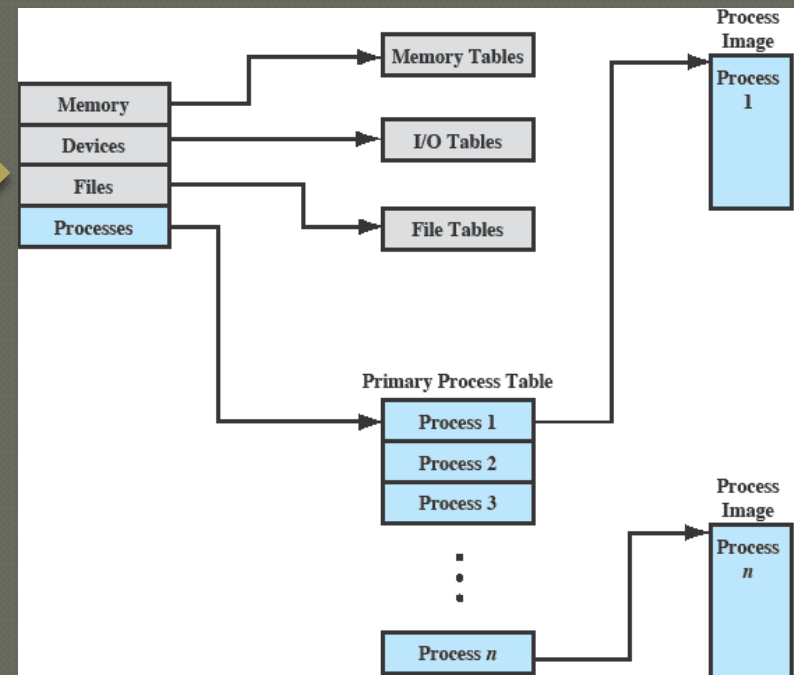 Memory
Devices
Files
Processes
Memory Tables
I/O Tables
File Tables
Primary Process Table
Process 1
Process 2
Process 3
Process n
Process
Image
Process
1
Process
Image
Process
n